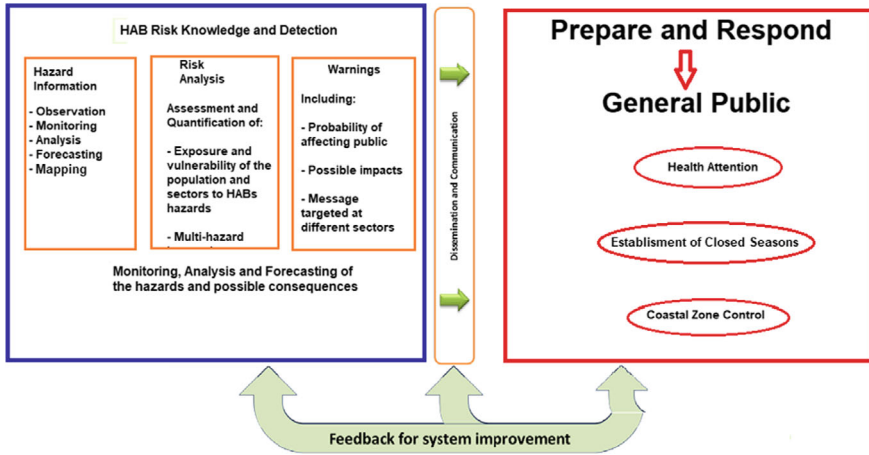 HAB Risk Knowledge and Detection
Hazard
Information
- Observation
- Monitoring
- Analysis
- Forecasting
- Mapping
Risk
Analysis
Assessment and
Quantification of:
- Exposure and
vulnerability of the
population and
sectors to HABs
hazards
- Multi-hazard
Warnings
Including:
- Probability of
affecting public
- Possible impacts
- Message
targeted at
different sectors
Monitoring, Analysis and Forecasting of
the hazards and possible consequences
Dissemination and Communication
Prepare and Respond
General Public
Health Attention
Establisment of Closed Seasons
Coastal Zone Control
Feedback for system improvement